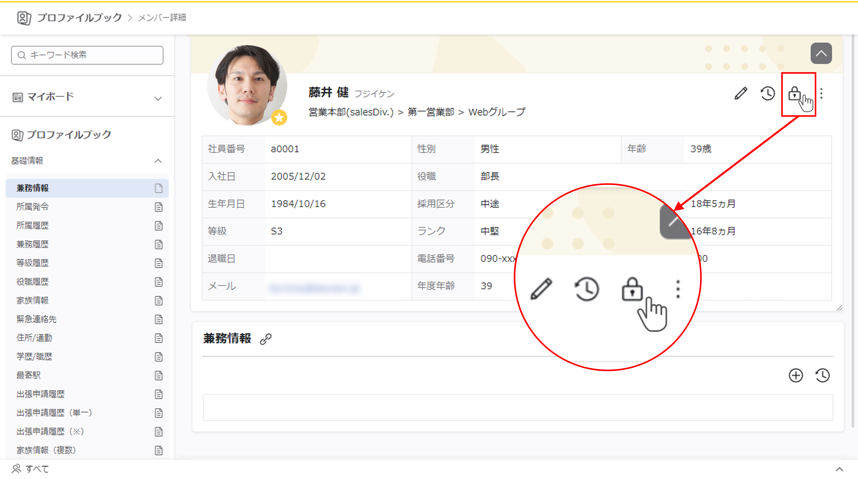 プロファイルブック > メンバー詳細
キーワード検索
マイボード
プロファイルブック
基礎情報
兼務情報
所属発令
所属履歴
兼務履歴
等級履歴
役職履歴
家族情報
緊急連絡先
住所/通勤
学歴/職歴
最寄駅
出張申請履歴
出張申請履歴（単一）
出張申請履歴（※）
家族情報（複数）
すべて
藤井 健 フジイケン
営業本部(salesDiv.) > 第一営業部 > Webグループ
社員番号 a0001 性別 男性 年齢 39歳
入社日 2005/12/02 役職 部長
生年月日 1984/10/16 採用区分 中途 18年5ヵ月
等級 S3 ランク 中堅 16年8ヵ月
退職日 電話番号 090-xxx 00
メール 年度年齢 39
兼務情報